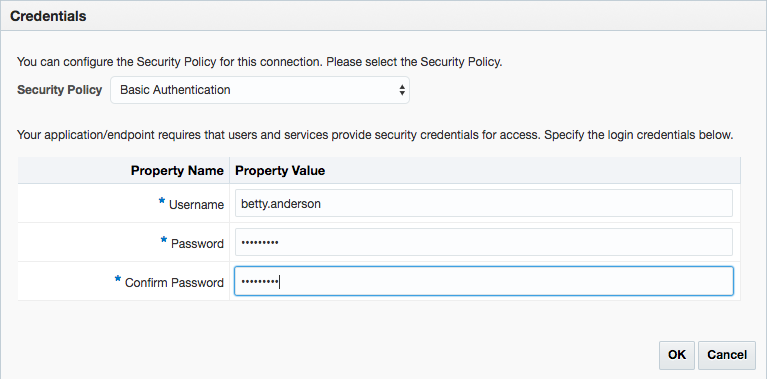 Credentials
You can configure the Security Policy for this connection. Please select the Security Policy.
Security Policy Basic Authentication
Your application/endpoint requires that users and services provide security credentials for access. Specify the login credentials below.
Property Name Property Value
* Username betty.anderson
* Password •••••••••
* Confirm Password •••••••••
OK Cancel